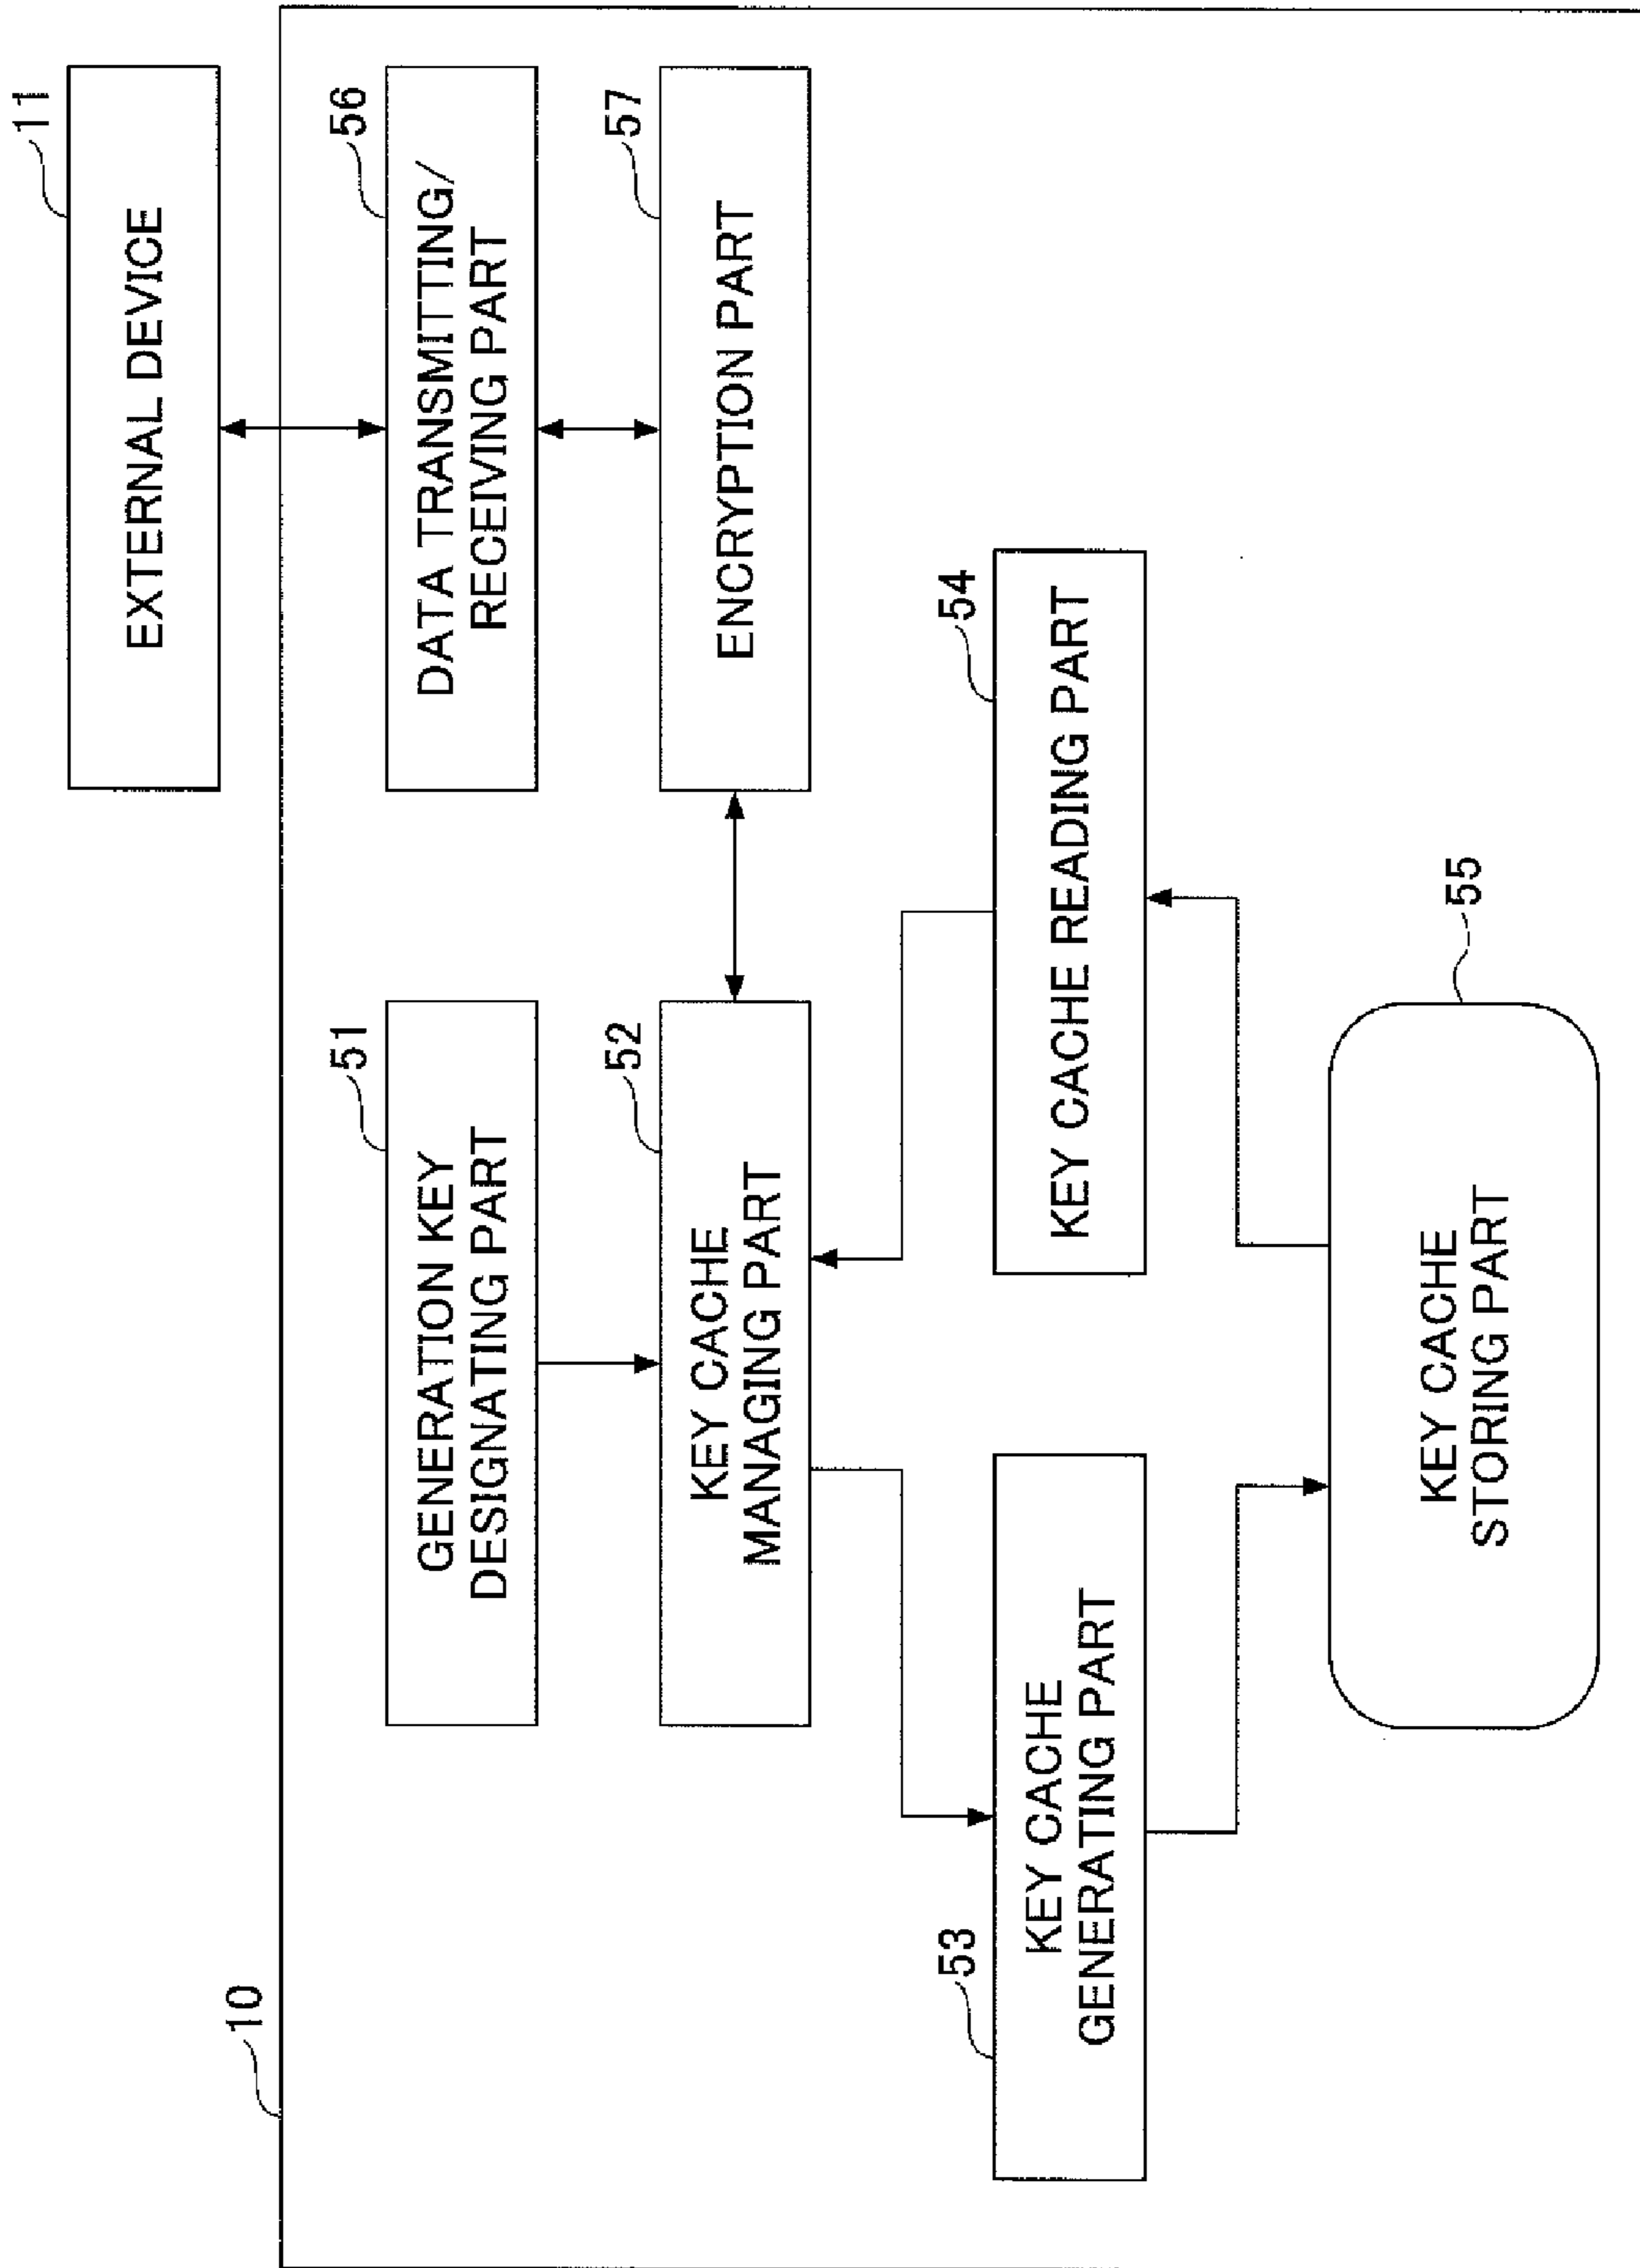 10
11
EXTERNAL DEVICE
51
GENERATION KEY
DESIGNATING PART
56
DATA TRANSMITTING/
RECEIVING PART
52
KEY CACHE
MANAGING PART
57
ENCRYPTION PART
53
KEY CACHE
GENERATING PART
54
KEY CACHE READING PART
55
KEY CACHE
STORING PART